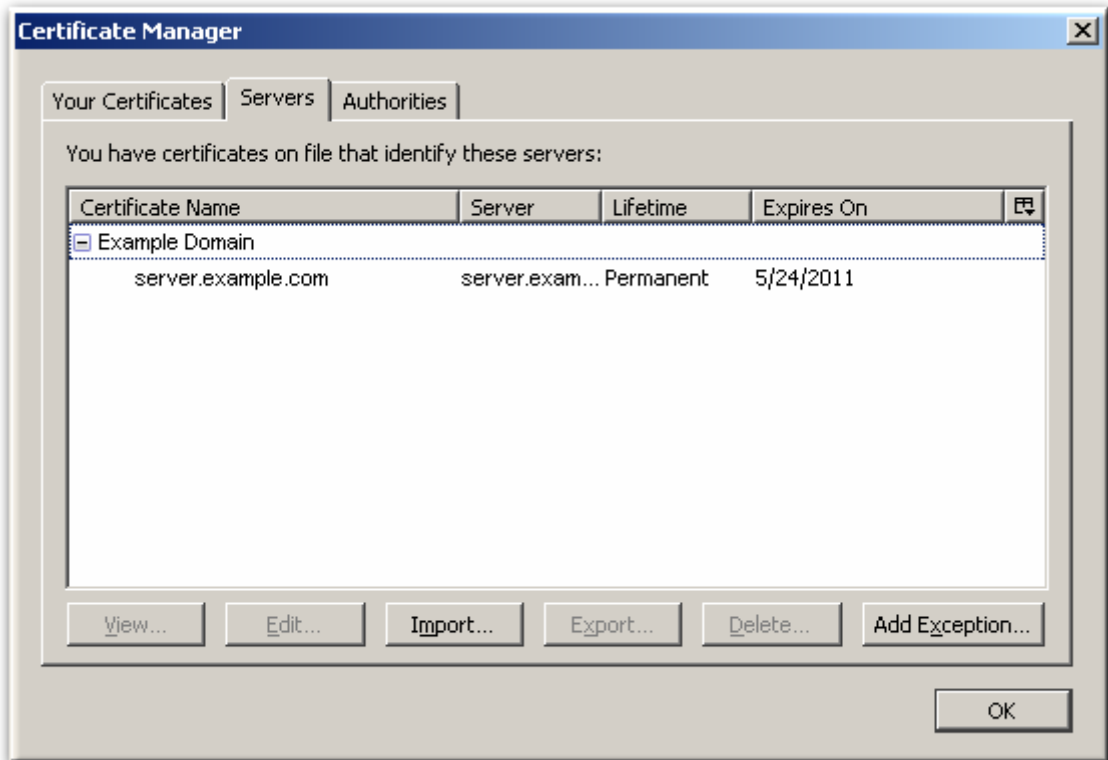 Certificate Manager
Your Certificates Servers Authorities
You have certificates on file that identify these servers:
Certificate Name Server Lifetime Expires On
Example Domain
server.example.com server.exam... Permanent 5/24/2011
View... Edit... Import... Export... Delete... Add Exception...
OK